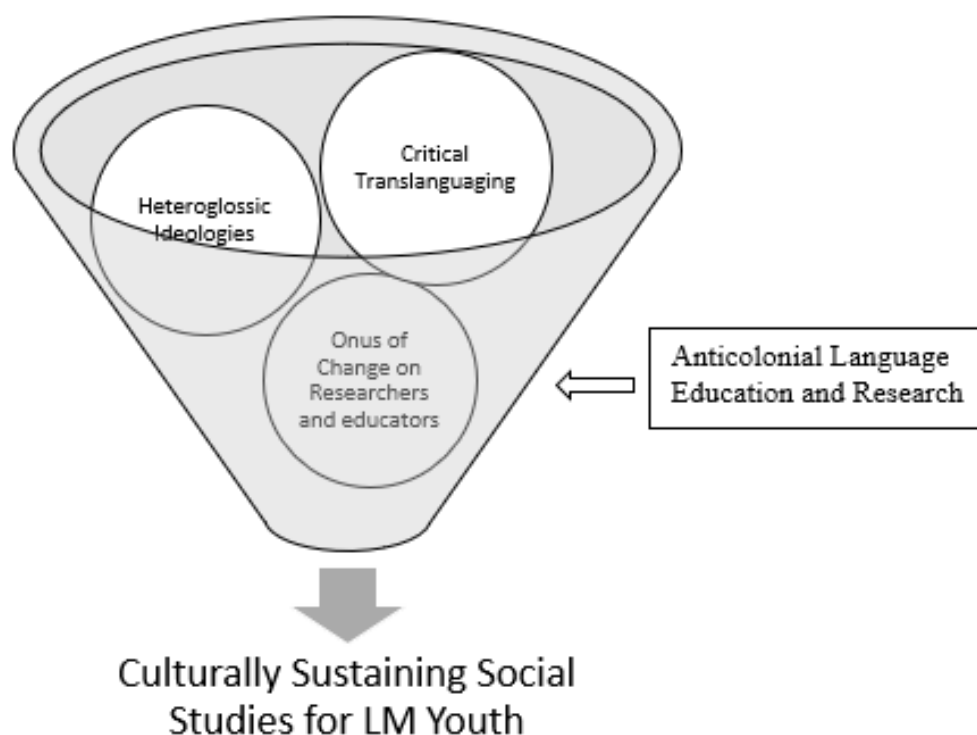 Critical
Translanguaging
Heteroglossic
Ideologies
Onus of
Change on
Researchers
and educators
Anticolonial Language
Education and Research
Culturally Sustaining Social
Studies for LM Youth